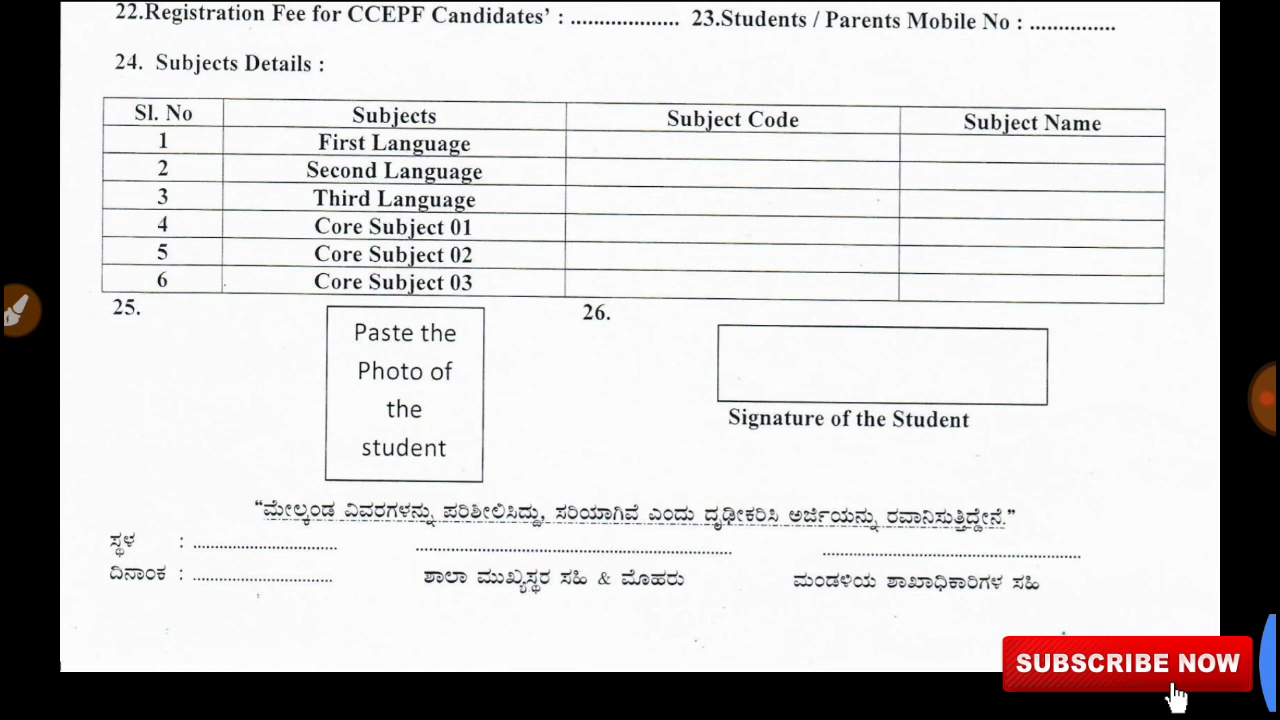 22.Registration Fee for CCEPF Candidates’ : .................... 23.Students / Parents Mobile No : ...............
24. Subjects Details :
Sl. No Subjects Subject Code Subject Name
1 First Language
2 Second Language
3 Third Language
4 Core Subject 01
5 Core Subject 02
6 Core Subject 03
25. 26.
Paste the
Photo of
the
student
Signature of the Student
“ಮೇಲ್ಕಂಡ ವಿವರಗಳನ್ನು ಪರಿಶೀಲಿಸಿದ್ದು, ಸರಿಯಾಗಿವೆ ಎಂದು ದೃಢೀಕರಿಸಿ ಅರ್ಜಿಯನ್ನು ರವಾನಿಸುತ್ತಿದ್ದೇನೆ.”
ಸ್ಥಳ : ............................... ..................................................................... .........................................................
ದಿನಾಂಕ : .............................. ಶಾಲಾ ಮುಖ್ಯಸ್ಥರ ಸಹಿ & ಮೊಹರು ಮಂಡಳಿಯ ಶಾಖಾಧಿಕಾರಿಗಳ ಸಹಿ
SUBSCRIBE NOW